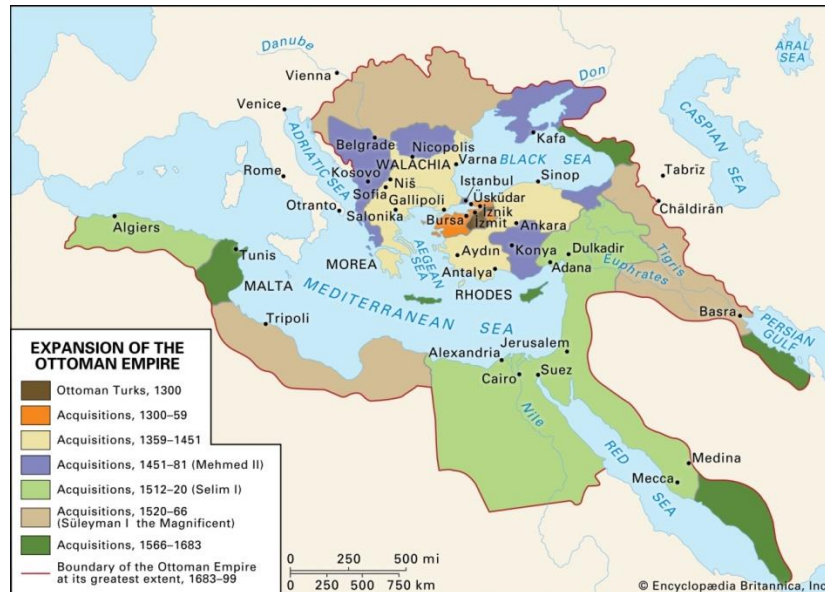 ARAL
SEA
Danube
Don
Vienna
CASPIAN SEA
Venice
ADRIATIC SEA
Belgrade
Nicopolis
Kafa
WALACHIA
Varna
BLACK SEA
Tabrīz
Rome
Kosovo
Niš
Istanbul
Sinop
Sofia
Gallipoli
Üsküdar
Chāldirān
Otranto
Salonika
Bursa
İznik
İzmit
Ankara
Algiers
AEGEAN SEA
Aydın
Konya
Dulkadir
Tigris
Tunis
MOREA
Antalya
Adana
Euphrates
MALTA
RHODES
Basra
MEDITERRANEAN SEA
PERSIAN GULF
Tripoli
Jerusalem
Alexandria
Cairo
Suez
Nile
RED SEA
Medina
Mecca
EXPANSION OF THE
OTTOMAN EMPIRE
Ottoman Turks, 1300
Acquisitions, 1300–59
Acquisitions, 1359–1451
Acquisitions, 1451–81 (Mehmed II)
Acquisitions, 1512–20 (Selim I)
Acquisitions, 1520–66
(Süleyman I the Magnificent)
Acquisitions, 1566–1683
Boundary of the Ottoman Empire
at its greatest extent, 1683–99
0 250 500 mi
0 250 500 750 km
© Encyclopædia Britannica, Inc